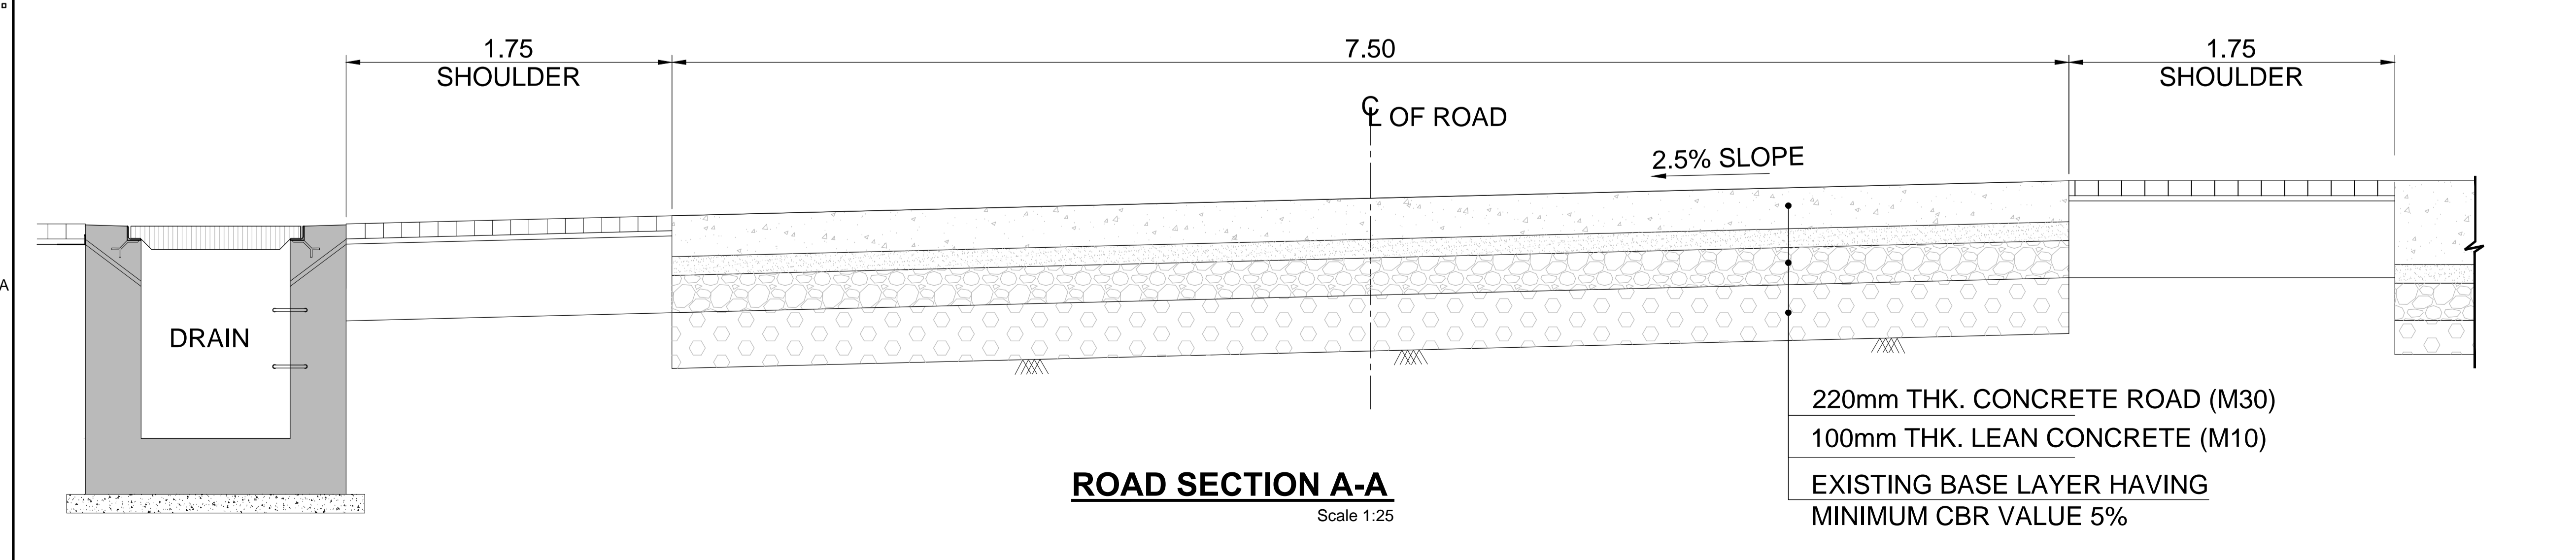 1.75
SHOULDER
7.50
1.75
SHOULDER
℄ OF ROAD
2.5% SLOPE
A
DRAIN
220mm THK. CONCRETE ROAD (M30)
100mm THK. LEAN CONCRETE (M10)
EXISTING BASE LAYER HAVING
MINIMUM CBR VALUE 5%
ROAD SECTION A-A
Scale 1:25